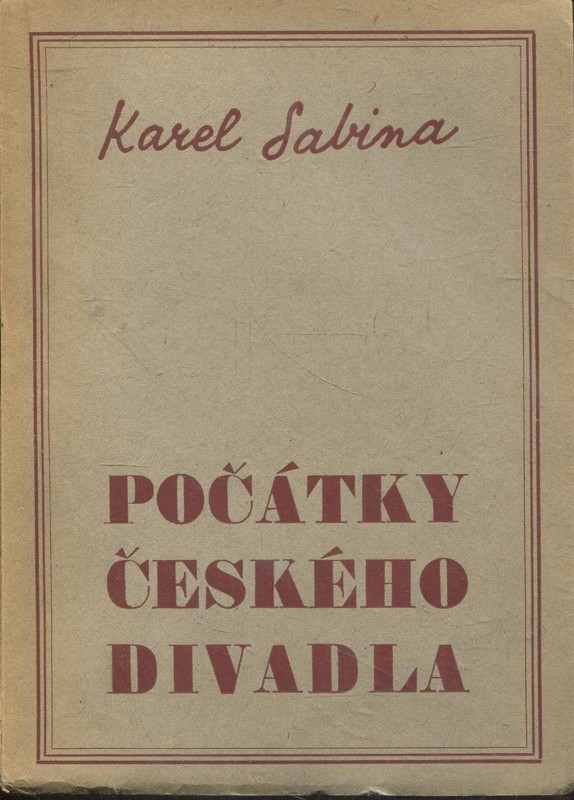 Karel Sabina
POČÁTKY
ČESKÉHO
DIVADLA